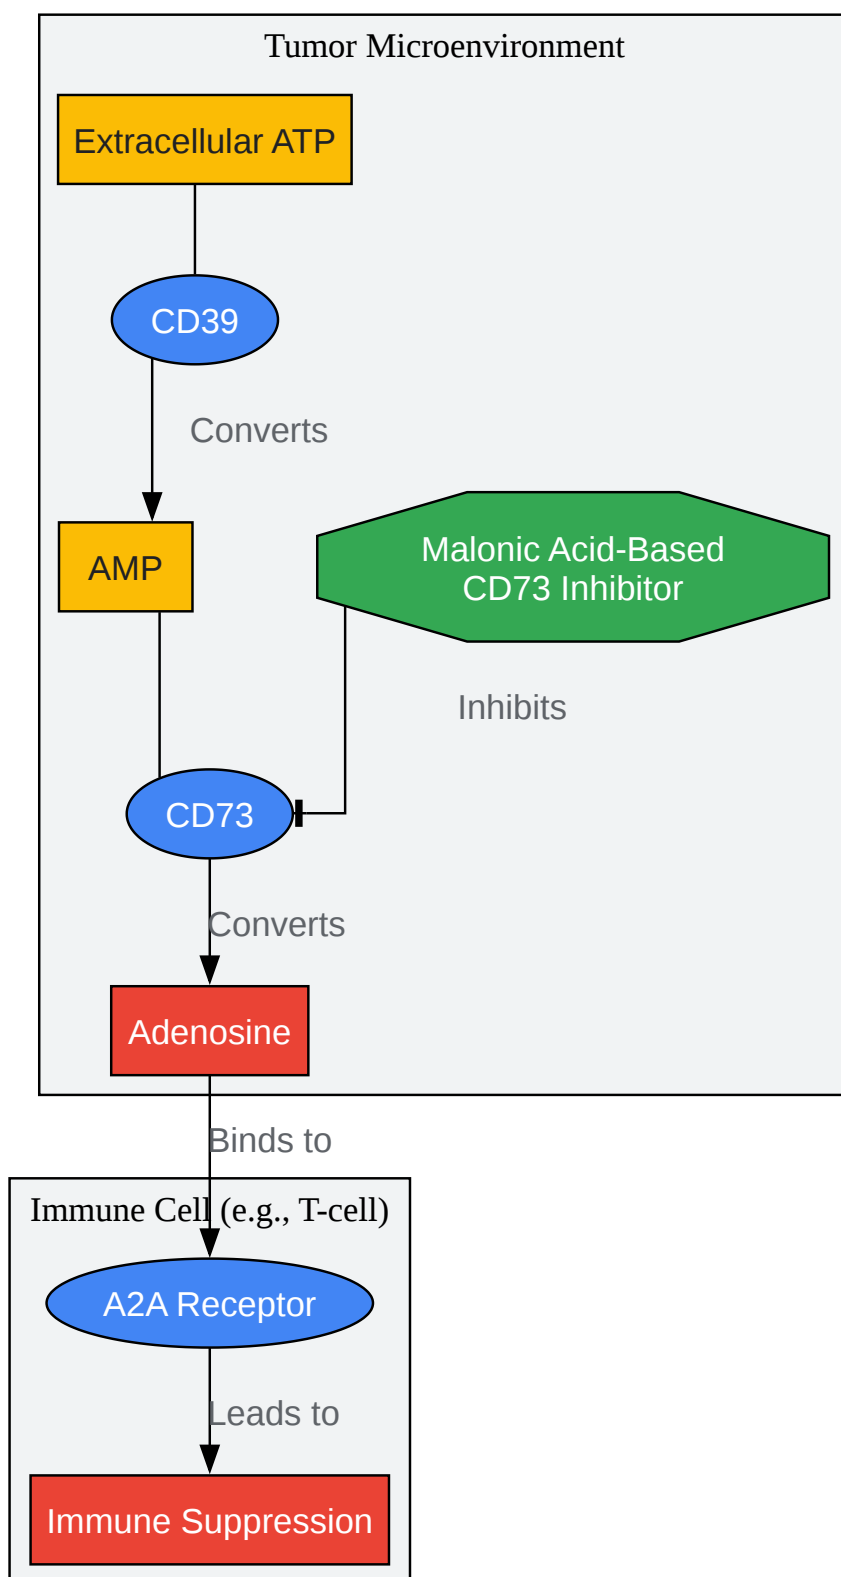 Tumor Microenvironment
Extracellular ATP
CD39
Converts
AMP
Malonic Acid-Based
CD73 Inhibitor
Inhibits
CD73
Converts
Adenosine
Binds to
Immune Cell (e.g., T-cell)
A2A Receptor
Leads to
Immune Suppression